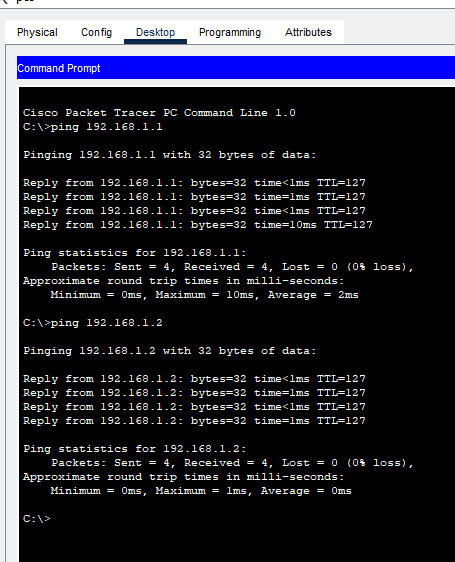 Physical Config Desktop Programming Attributes
Command Prompt
Cisco Packet Tracer PC Command Line 1.0
C:\>ping 192.168.1.1
Pinging 192.168.1.1 with 32 bytes of data:
Reply from 192.168.1.1: bytes=32 time<1ms TTL=127
Reply from 192.168.1.1: bytes=32 time=1ms TTL=127
Reply from 192.168.1.1: bytes=32 time<1ms TTL=127
Reply from 192.168.1.1: bytes=32 time=10ms TTL=127
Ping statistics for 192.168.1.1:
Packets: Sent = 4, Received = 4, Lost = 0 (0% loss),
Approximate round trip times in milli-seconds:
Minimum = 0ms, Maximum = 10ms, Average = 2ms
C:\>ping 192.168.1.2
Pinging 192.168.1.2 with 32 bytes of data:
Reply from 192.168.1.2: bytes=32 time<1ms TTL=127
Reply from 192.168.1.2: bytes=32 time=1ms TTL=127
Reply from 192.168.1.2: bytes=32 time<1ms TTL=127
Reply from 192.168.1.2: bytes=32 time=1ms TTL=127
Ping statistics for 192.168.1.2:
Packets: Sent = 4, Received = 4, Lost = 0 (0% loss),
Approximate round trip times in milli-seconds:
Minimum = 0ms, Maximum = 1ms, Average = 0ms
C:\>